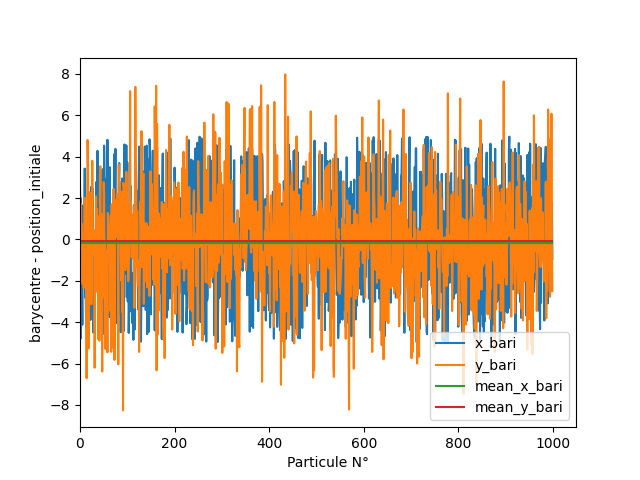 8
6
4
2
0
−2
−4
−6
−8
barycentre - position_initiale
x_bari
y_bari
mean_x_bari
mean_y_bari
0 200 400 600 800 1000
Particule N°